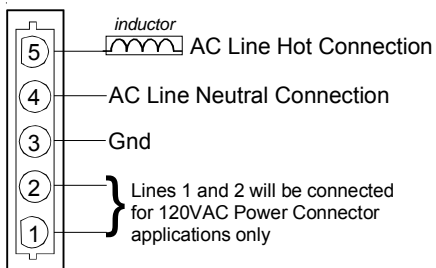 inductor
5 AC Line Hot Connection
4 AC Line Neutral Connection
3 Gnd
2 Lines 1 and 2 will be connected
for 120VAC Power Connector
1 applications only